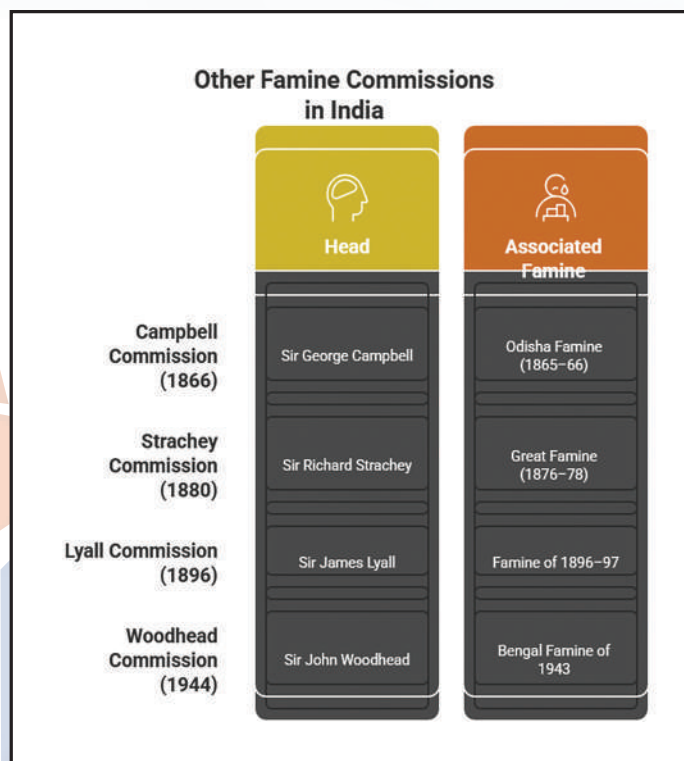 Other Famine Commissions
in India
Head
Associated
Famine
Campbell
Commission
(1866)
Sir George Campbell
Odisha Famine
(1865–66)
Strachey
Commission
(1880)
Sir Richard Strachey
Great Famine
(1876–78)
Lyall Commission
(1896)
Sir James Lyall
Famine of 1896–97
Woodhead
Commission
(1944)
Sir John Woodhead
Bengal Famine of
1943